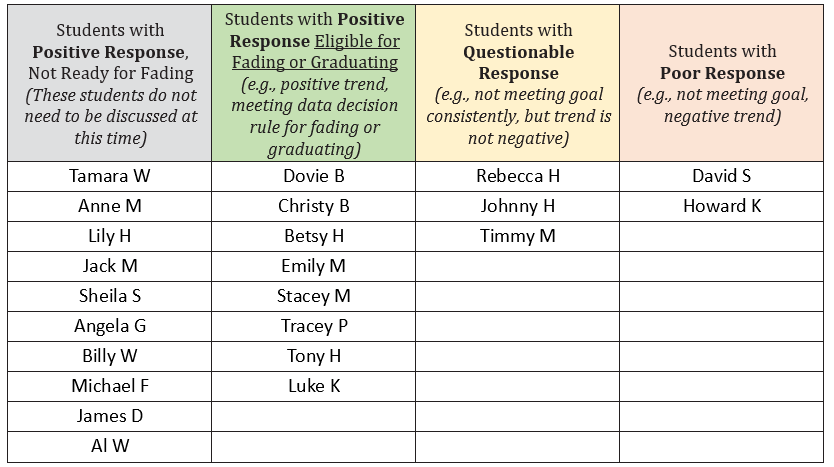 Students with
Positive Response,
Not Ready for Fading
(These students do not
need to be discussed at
this time)
Students with Positive
Response Eligible for
Fading or Graduating
(e.g., positive trend,
meeting data decision
rule for fading or
graduating)
Students with
Questionable
Response
(e.g., not meeting goal
consistently, but trend is
not negative)
Students with
Poor Response
(e.g., not meeting goal,
negative trend)
Tamara W
Dovie B
Rebecca H
David S
Anne M
Christy B
Johnny H
Howard K
Lily H
Betsy H
Timmy M
Jack M
Emily M
Sheila S
Stacey M
Angela G
Tracey P
Billy W
Tony H
Michael F
Luke K
James D
Al W